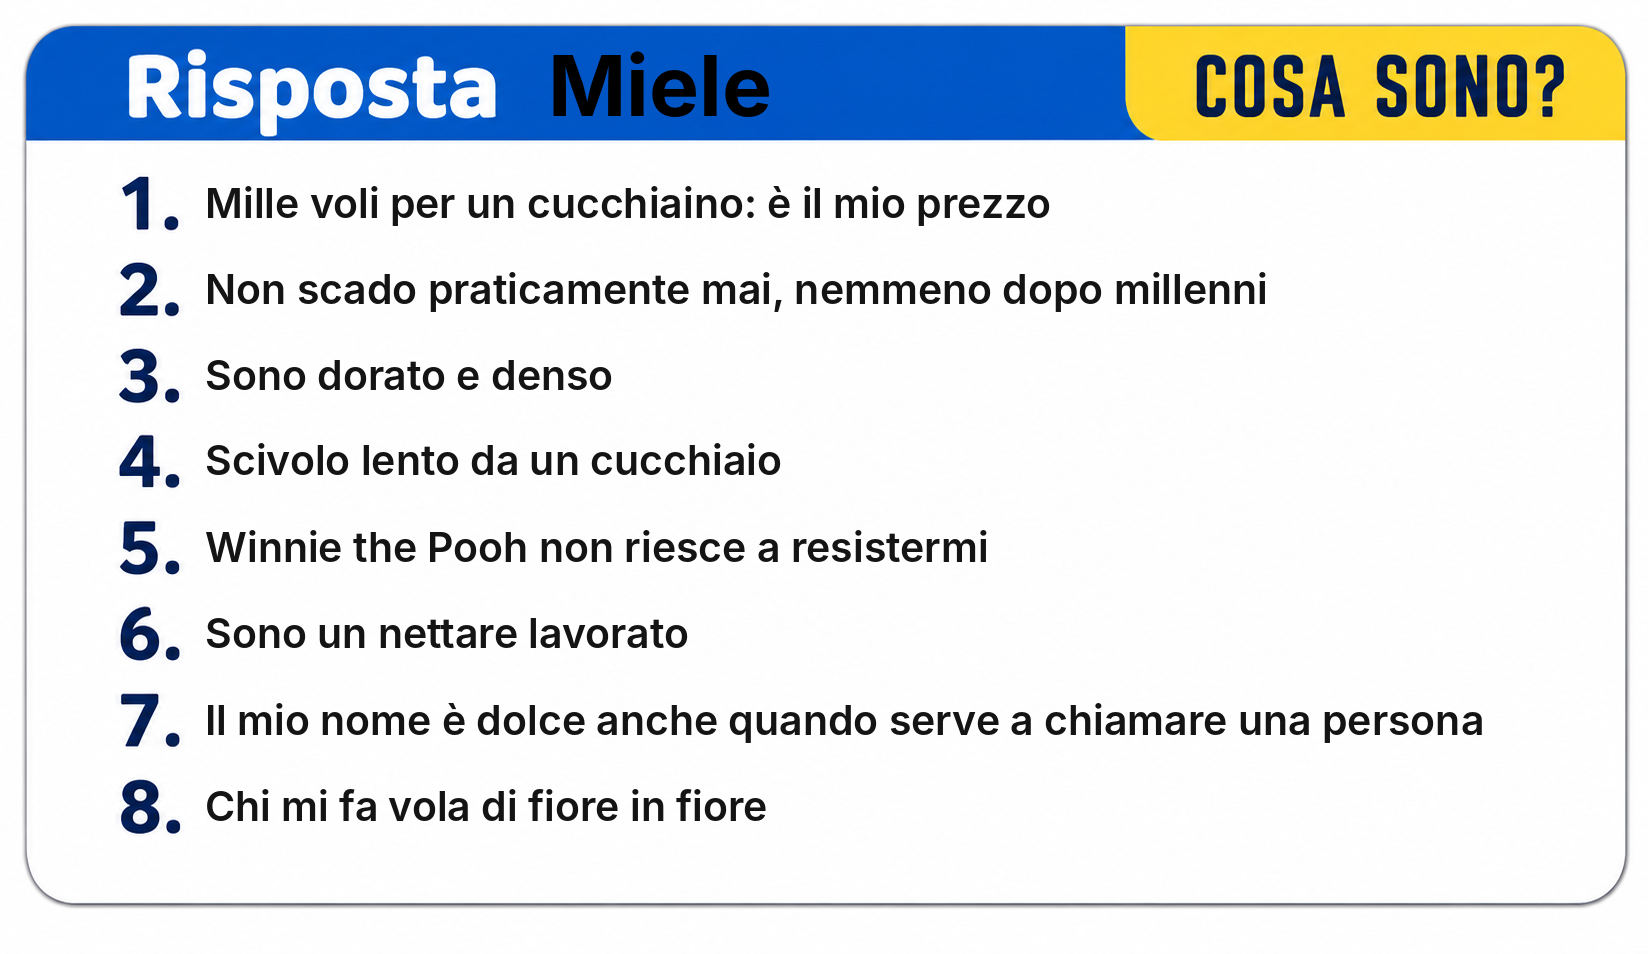 Risposta Miele
COSA SONO?
1. Mille voli per un cucchiaino: è il mio prezzo
2. Non scado praticamente mai, nemmeno dopo millenni
3. Sono dorato e denso
4. Scivolo lento da un cucchiaio
5. Winnie the Pooh non riesce a resistermi
6. Sono un nettare lavorato
7. Il mio nome è dolce anche quando serve a chiamare una persona
8. Chi mi fa vola di fiore in fiore